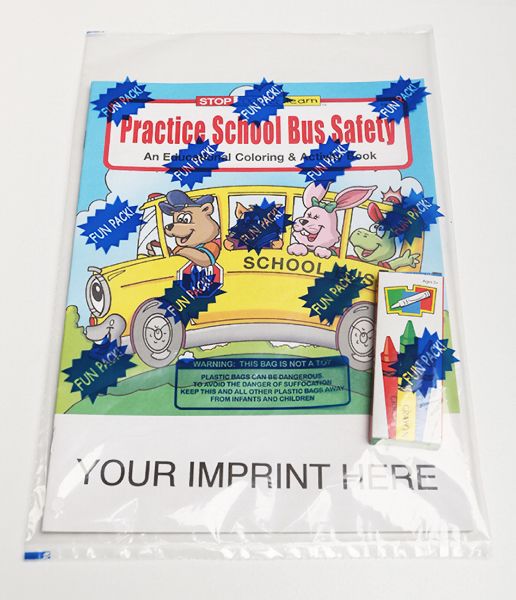 STOP learn
FUN PACK! FUN PACK! FUN PACK!
Practice School Bus Safety
An Educational Coloring & Activity Book
FUN PACK! FUN PACK!
FUN PACK! FUN PACK! FUN PACK!
SCHOOL BUS
FUN PACK! FUN PACK!
FUN PACK! FUN PACK!
WARNING: THIS BAG IS NOT A TOY
PLASTIC BAGS CAN BE DANGEROUS.
TO AVOID THE DANGER OF SUFFOCATION
KEEP THIS AND ALL OTHER PLASTIC BAGS AWAY
FROM INFANTS AND CHILDREN
CRAYON
YOUR IMPRINT HERE